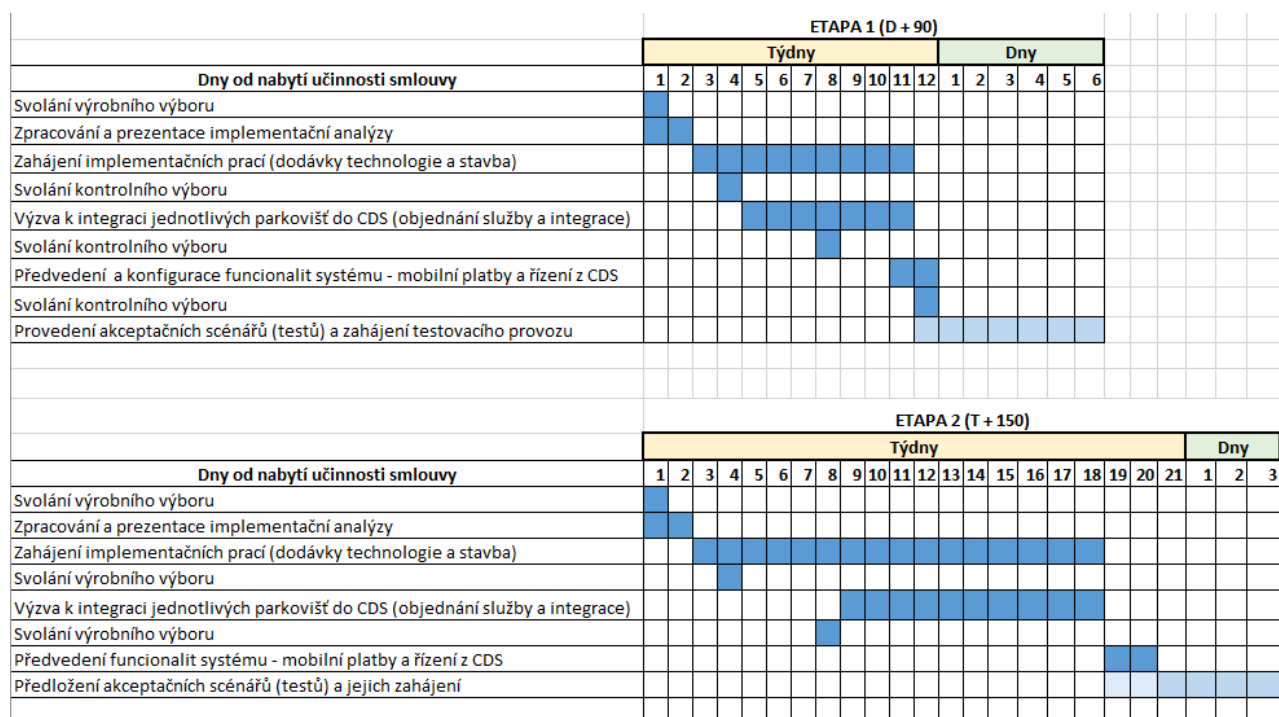 ETAPA 1 (D + 90)
Týdny Dny
Dny od nabytí učinnosti smlouvy 1 2 3 4 5 6 7 8 9 10 11 12 1 2 3 4 5 6
Svolání výrobního výboru
Zpracování a prezentace implementační analýzy
Zahájení implementačních prací (dodávky technologie a stavba)
Svolání kontrolního výboru
Výzva k integraci jednotlivých parkovišť do CDS (objednání služby a integrace)
Svolání kontrolního výboru
Předvedení a konfigurace funcionalit systému - mobilní platby a řízení z CDS
Svolání kontrolního výboru
Provedení akceptačních scénářů (testů) a zahájení testovacího provozu
ETAPA 2 (T + 150)
Týdny Dny
Dny od nabytí učinnosti smlouvy 1 2 3 4 5 6 7 8 9 10 11 12 13 14 15 16 17 18 19 20 21 1 2 3
Svolání výrobního výboru
Zpracování a prezentace implementační analýzy
Zahájení implementačních prací (dodávky technologie a stavba)
Svolání výrobního výboru
Výzva k integraci jednotlivých parkovišť do CDS (objednání služby a integrace)
Svolání výrobního výboru
Předvedení funcionalit systému - mobilní platby a řízení z CDS
Předložení akceptačních scénářů (testů) a jejich zahájení